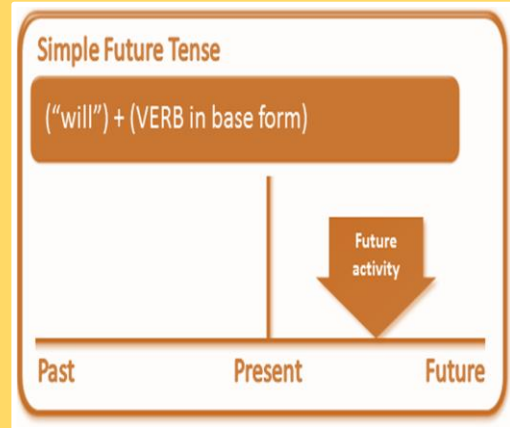 Simple Future Tense
(“will”) + (VERB in base form)
Future
activity
Past Present Future